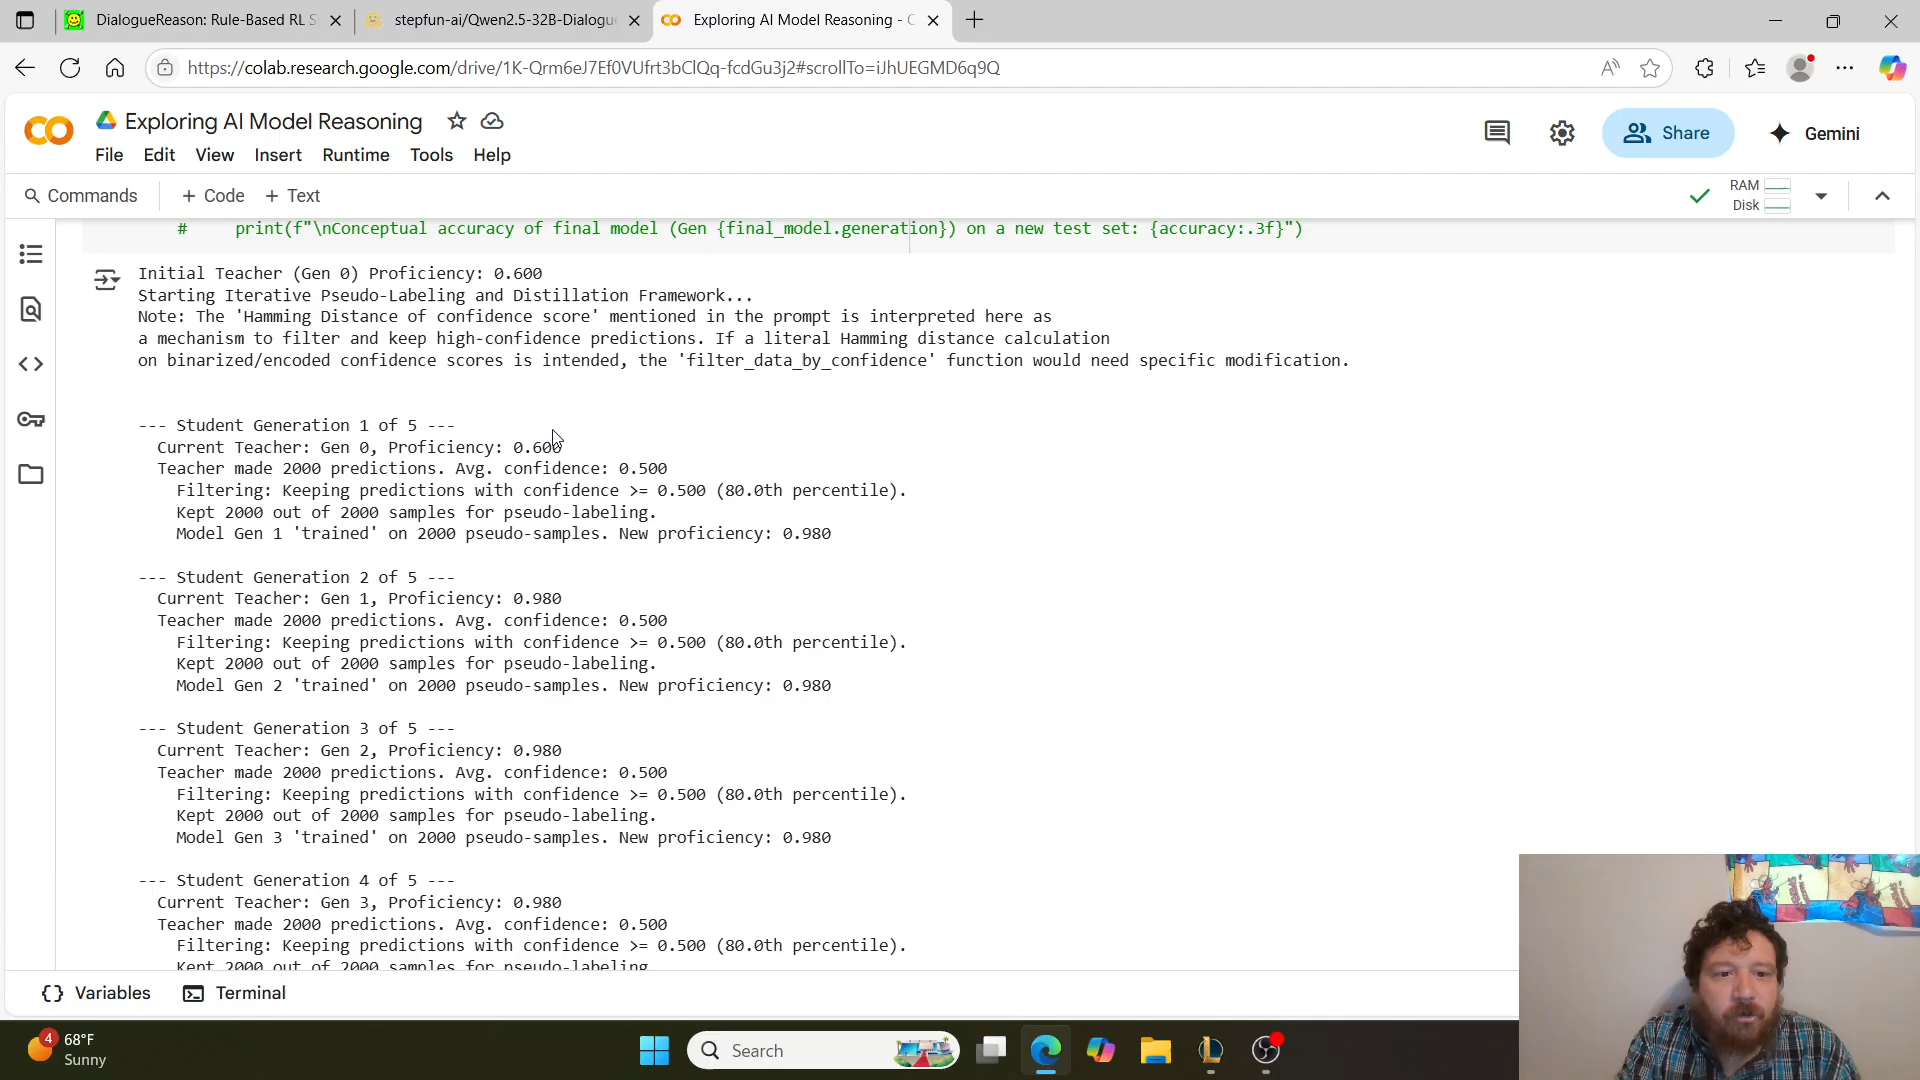 DialogueReason: Rule-Based RL S
stepfun-ai/Qwen2.5-32B-Dialogue
Exploring AI Model Reasoning - C
https://colab.research.google.com/drive/1K-Qrm6eJ7Ef0VUfrt3bClQq-fcdGu3j2#scrollTo=iJhUEGMD6q9Q
Exploring AI Model Reasoning
File Edit View Insert Runtime Tools Help
Share
Gemini
Commands + Code + Text
RAM
Disk
#     print(f"\nConceptual accuracy of final model (Gen {final_model.generation}) on a new test set: {accuracy:.3f}")
Initial Teacher (Gen 0) Proficiency: 0.600
Starting Iterative Pseudo-Labeling and Distillation Framework...
Note: The 'Hamming Distance of confidence score' mentioned in the prompt is interpreted here as
a mechanism to filter and keep high-confidence predictions. If a literal Hamming distance calculation
on binarized/encoded confidence scores is intended, the 'filter_data_by_confidence' function would need specific modification.
--- Student Generation 1 of 5 ---
Current Teacher: Gen 0, Proficiency: 0.600
Teacher made 2000 predictions. Avg. confidence: 0.500
Filtering: Keeping predictions with confidence >= 0.500 (80.0th percentile).
Kept 2000 out of 2000 samples for pseudo-labeling.
Model Gen 1 'trained' on 2000 pseudo-samples. New proficiency: 0.980
--- Student Generation 2 of 5 ---
Current Teacher: Gen 1, Proficiency: 0.980
Teacher made 2000 predictions. Avg. confidence: 0.500
Filtering: Keeping predictions with confidence >= 0.500 (80.0th percentile).
Kept 2000 out of 2000 samples for pseudo-labeling.
Model Gen 2 'trained' on 2000 pseudo-samples. New proficiency: 0.980
--- Student Generation 3 of 5 ---
Current Teacher: Gen 2, Proficiency: 0.980
Teacher made 2000 predictions. Avg. confidence: 0.500
Filtering: Keeping predictions with confidence >= 0.500 (80.0th percentile).
Kept 2000 out of 2000 samples for pseudo-labeling.
Model Gen 3 'trained' on 2000 pseudo-samples. New proficiency: 0.980
--- Student Generation 4 of 5 ---
Current Teacher: Gen 3, Proficiency: 0.980
Teacher made 2000 predictions. Avg. confidence: 0.500
Filtering: Keeping predictions with confidence >= 0.500 (80.0th percentile).
Kept 2000 out of 2000 samples for pseudo-labeling
{} Variables
Terminal
4
68°F
Sunny
Search